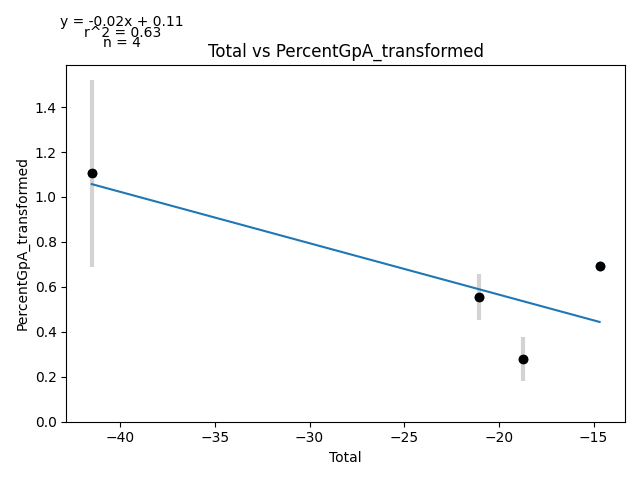 y = -0.02x + 0.11
r^2 = 0.63
n = 4
Total vs PercentGpA_transformed
PercentGpA_transformed
1.4
1.2
1.0
0.8
0.6
0.4
0.2
0.0
−40 −35 −30 −25 −20 −15
Total